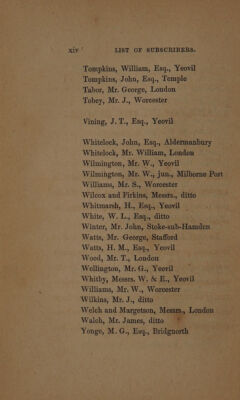 xiv LIST OF SUBSCRIBERS.
Tompkins, William, Esq., Yeovil
Tompkins, John, Esq., Temple
Tabor, Mr. George, London
Tobey, Mr. J., Worcester
Vining, J. T., Esq., Yeovil
Whitelock, John, Esq., Aldermanbury
Whitelock, Mr. William, London
Wilmington, Mr. W., Yeovil
Wilmington, Mr. W., jun., Milborne Port
Williams, Mr. S., Worcester
Wilcox and Firkins, Messrs., ditto
Whitmarsh, H., Esq., Yeovil
White, W. L., Esq., ditto
Winter, Mr. John, Stoke-sub-Hamden
Watts, Mr. George, Stafford
Watts, H. M., Esq., Yeovil
Wood, Mr. T., London
Wellington, Mr. G., Yeovil
Whitby, Messrs. W. & E., Yeovil
Williams, Mr. W., Worcester
Wilkins, Mr. J., ditto
Welch and Margetson, Messrs., London
Walsh, Mr. James, ditto
Yonge, M. G., Esq., Bridgnorth